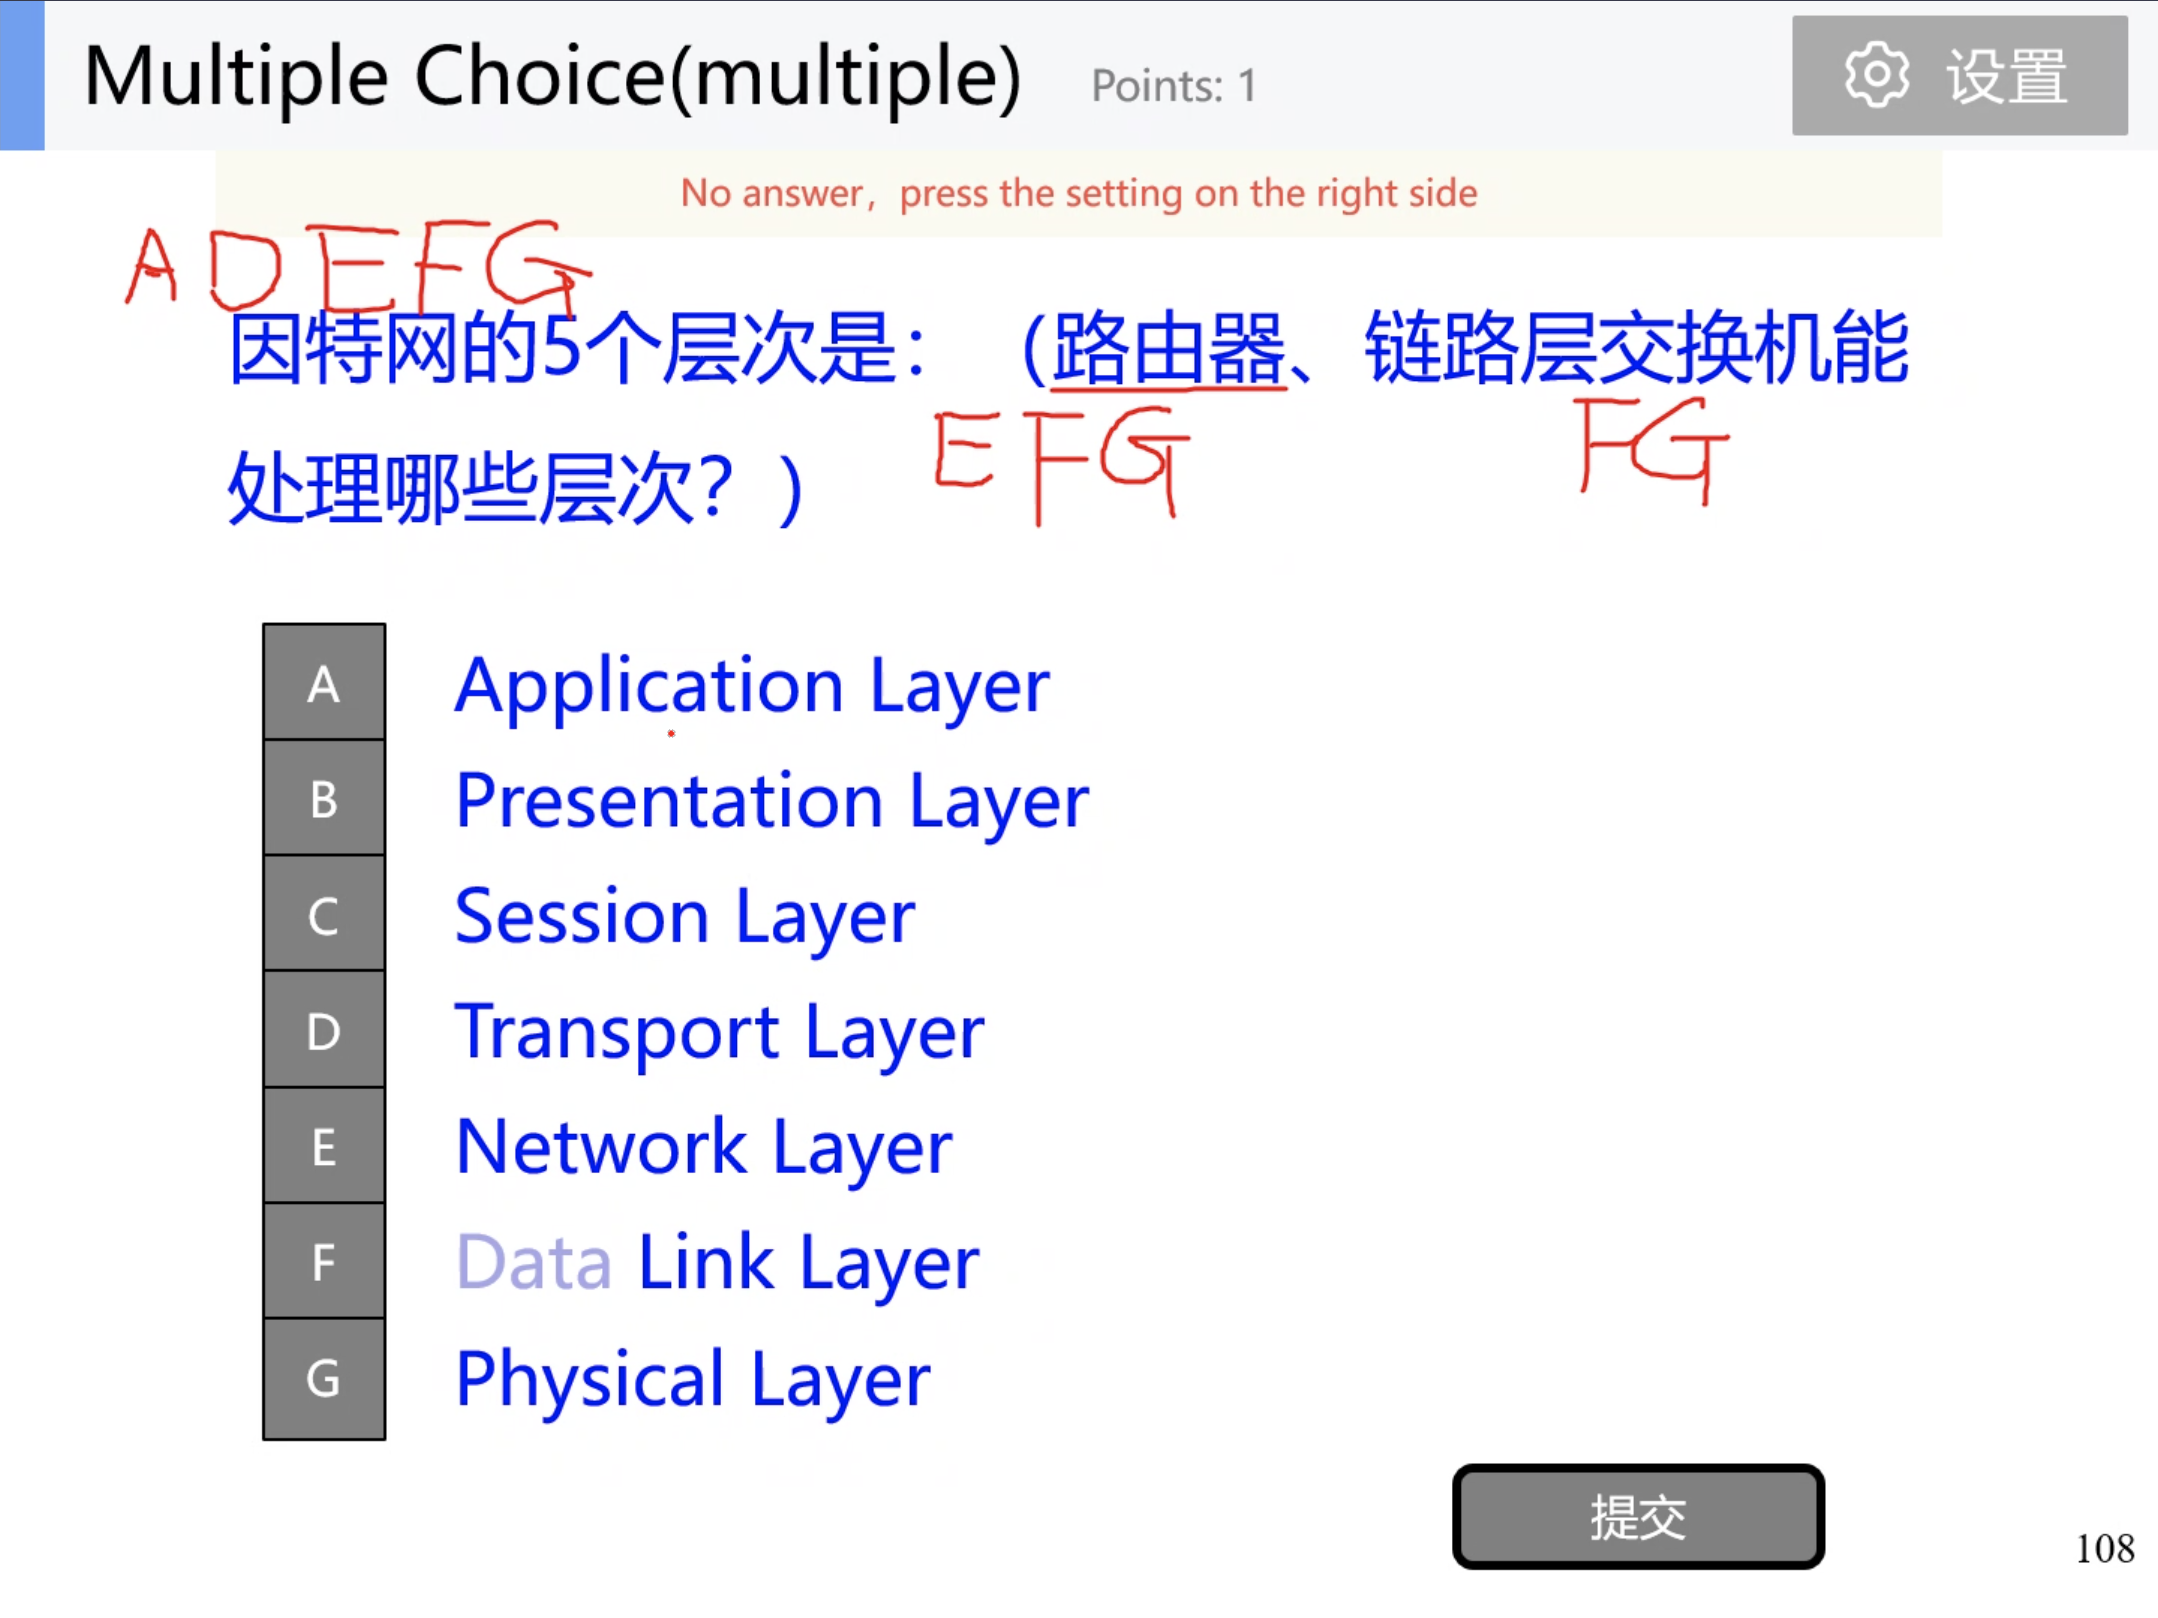 Multiple Choice(multiple) Points: 1 设置
No answer，press the setting on the right side
ADEFG
因特网的5个层次是：（路由器、链路层交换机能
EFG FG
处理哪些层次？）
A Application Layer
B Presentation Layer
C Session Layer
D Transport Layer
E Network Layer
F Data Link Layer
G Physical Layer
提交
108